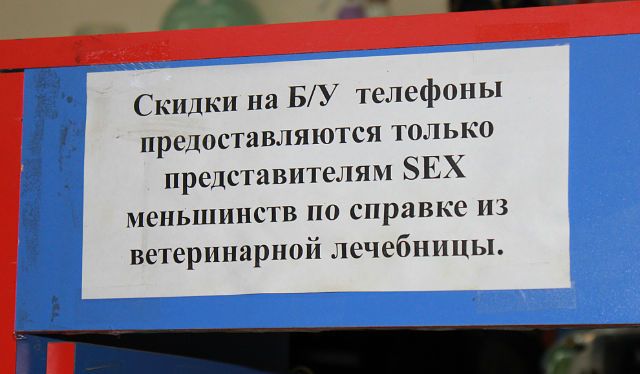 Скидки на Б/У телефоны
предоставляются только
представителям SEX
меньшинств по справке из
ветеринарной лечебницы.